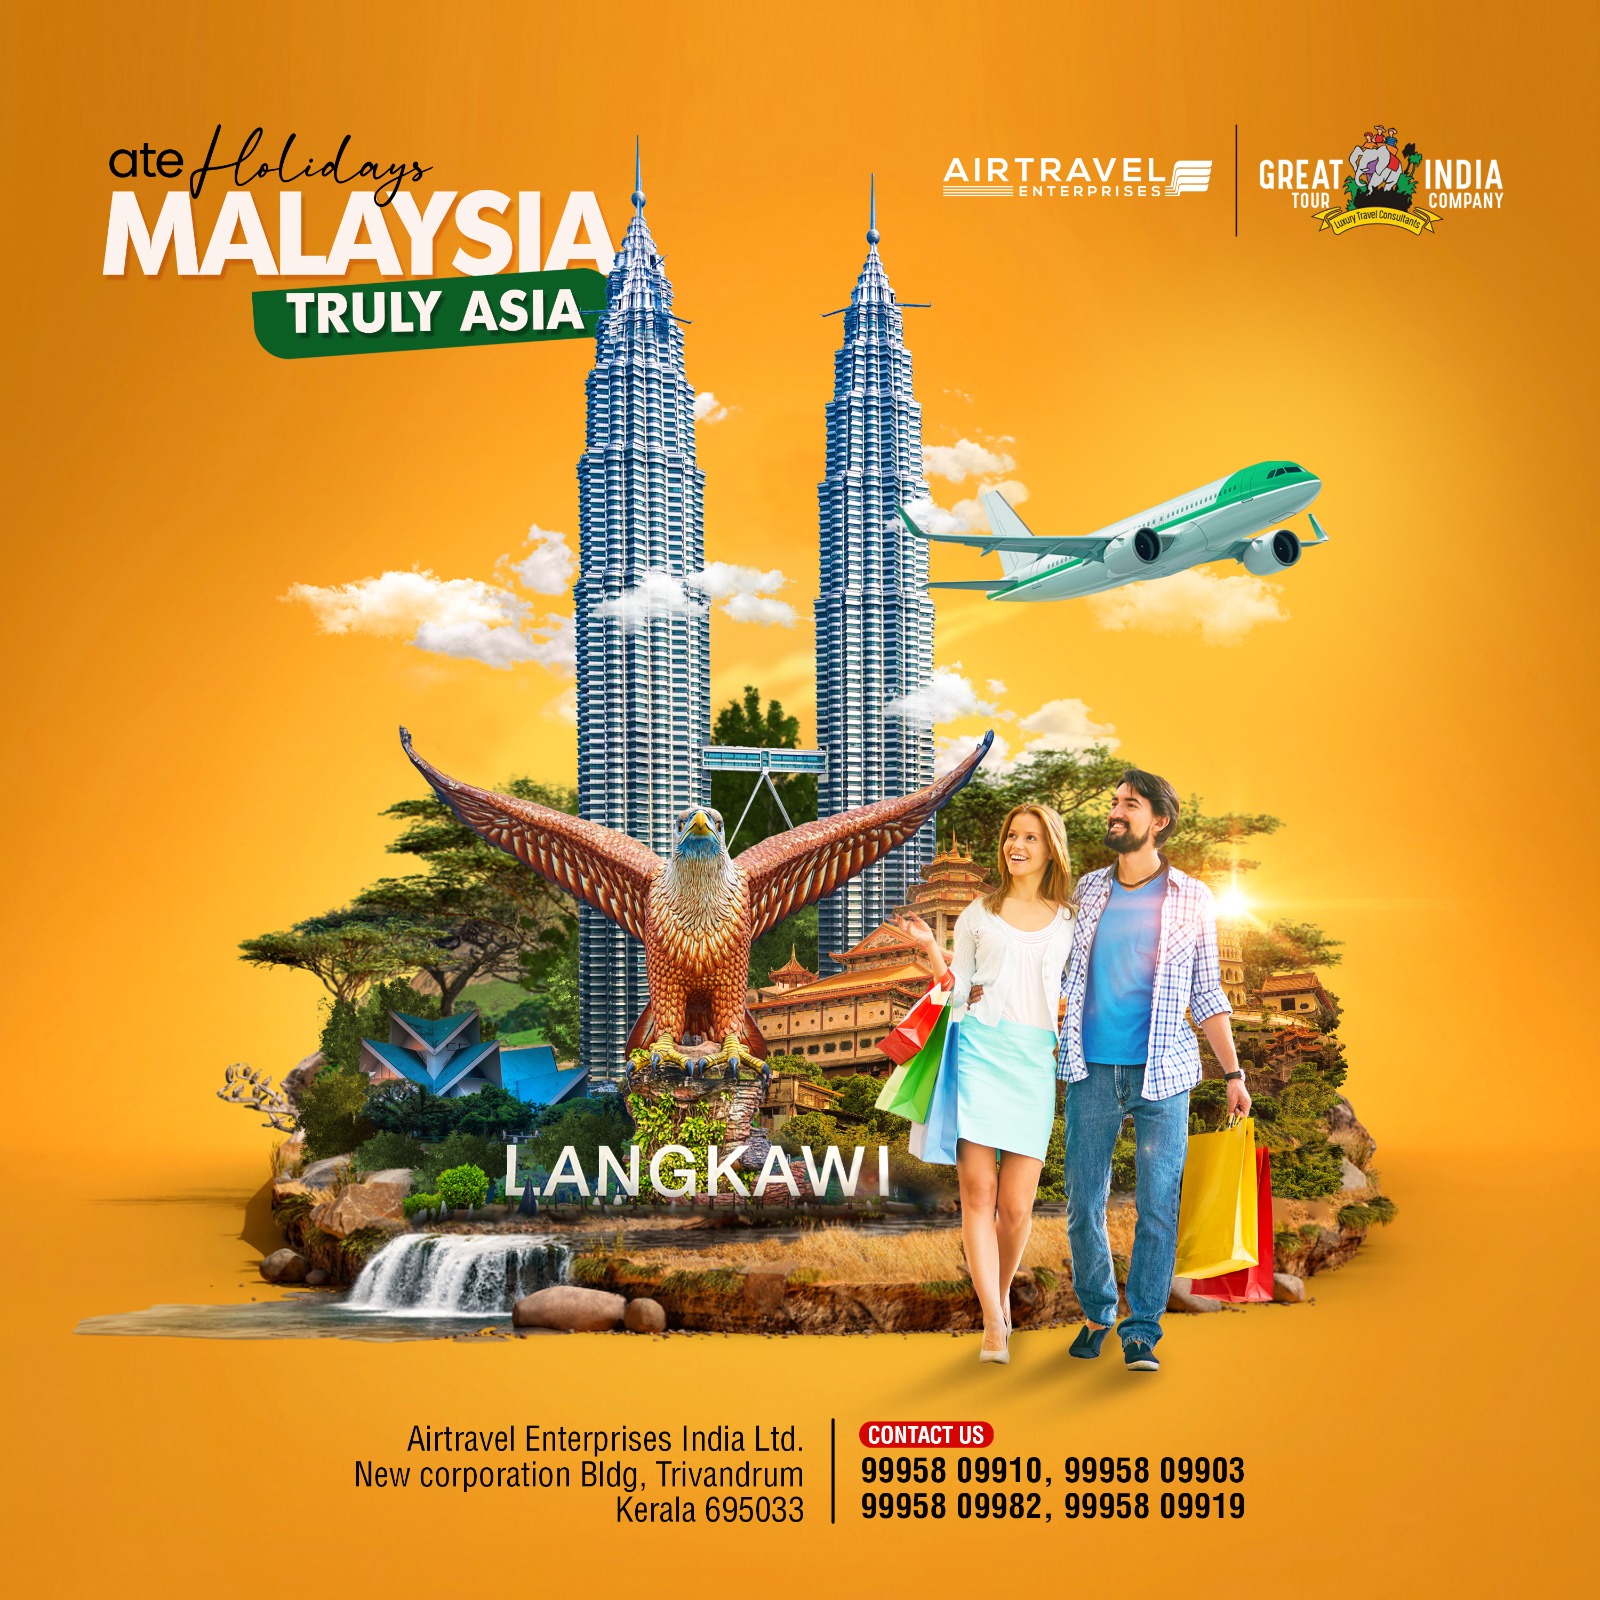 ate Holidays
MALAYSIA
TRULY ASIA
AIRTRAVEL
ENTERPRISES
GREAT INDIA
TOUR COMPANY
Luxury Travel Consultants
LANGKAWI
Airtravel Enterprises India Ltd.
New corporation Bldg, Trivandrum
Kerala 695033
CONTACT US
99958 09910, 99958 09903
99958 09982, 99958 09919